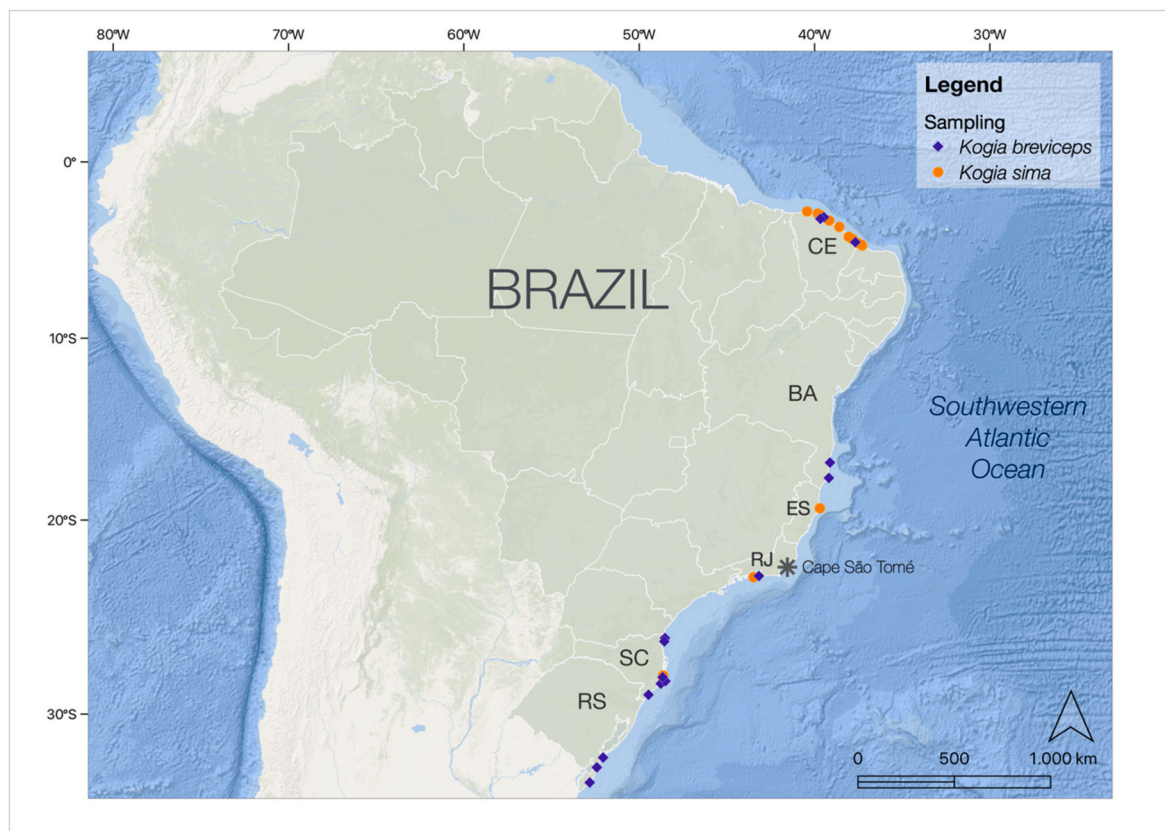 80°W 70°W 60°W 50°W 40°W 30°W
Legend
Sampling
Kogia breviceps
Kogia sima
0°
CE
BRAZIL
10°S
BA
Southwestern
Atlantic
Ocean
20°S
ES
RJ
Cape São Tomé
SC
RS
30°S
0 500 1.000 km